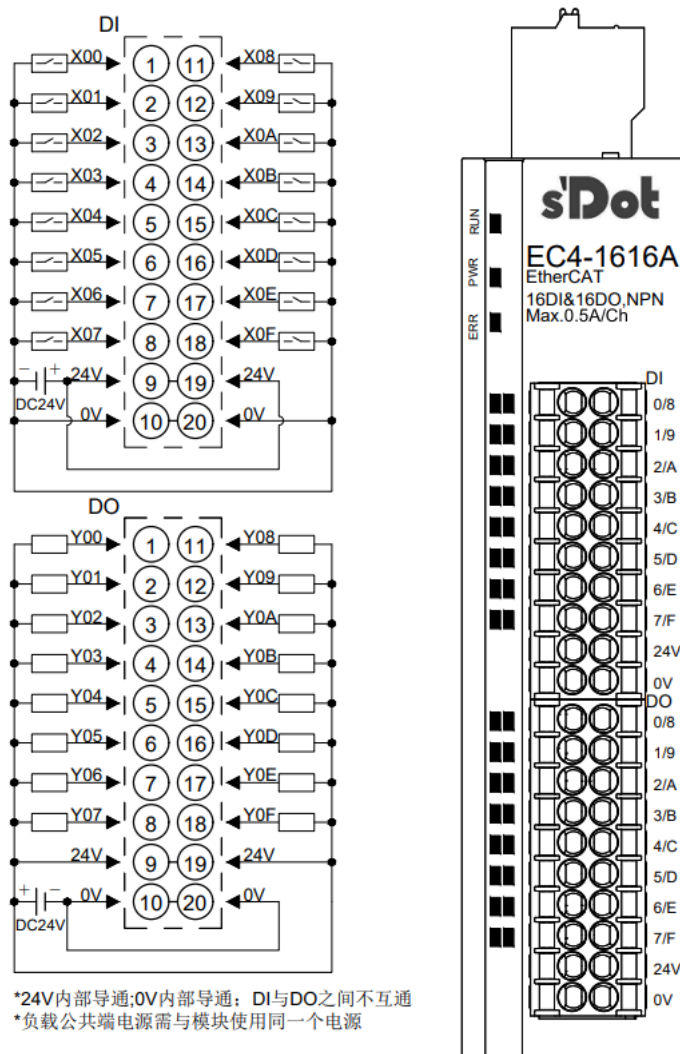 DI
X00 1 11 X08
X01 2 12 X09
X02 3 13 X0A
X03 4 14 X0B
X04 5 15 X0C
X05 6 16 X0D
X06 7 17 X0E
X07 8 18 X0F
− + 24V 9 19 24V
DC24V
0V 10 20 0V
DO
Y00 1 11 Y08
Y01 2 12 Y09
Y02 3 13 Y0A
Y03 4 14 Y0B
Y04 5 15 Y0C
Y05 6 16 Y0D
Y06 7 17 Y0E
Y07 8 18 Y0F
24V 9 19 24V
+ − 0V 10 20 0V
DC24V
*24V内部导通;0V内部导通；DI与DO之间不互通
*负载公共端电源需与模块使用同一个电源
s'Dot
RUN
PWR
ERR
EC4-1616A
EtherCAT
16DI&16DO,NPN
Max.0.5A/Ch
DI
0/8
1/9
2/A
3/B
4/C
5/D
6/E
7/F
24V
0V
DO
0/8
1/9
2/A
3/B
4/C
5/D
6/E
7/F
24V
0V